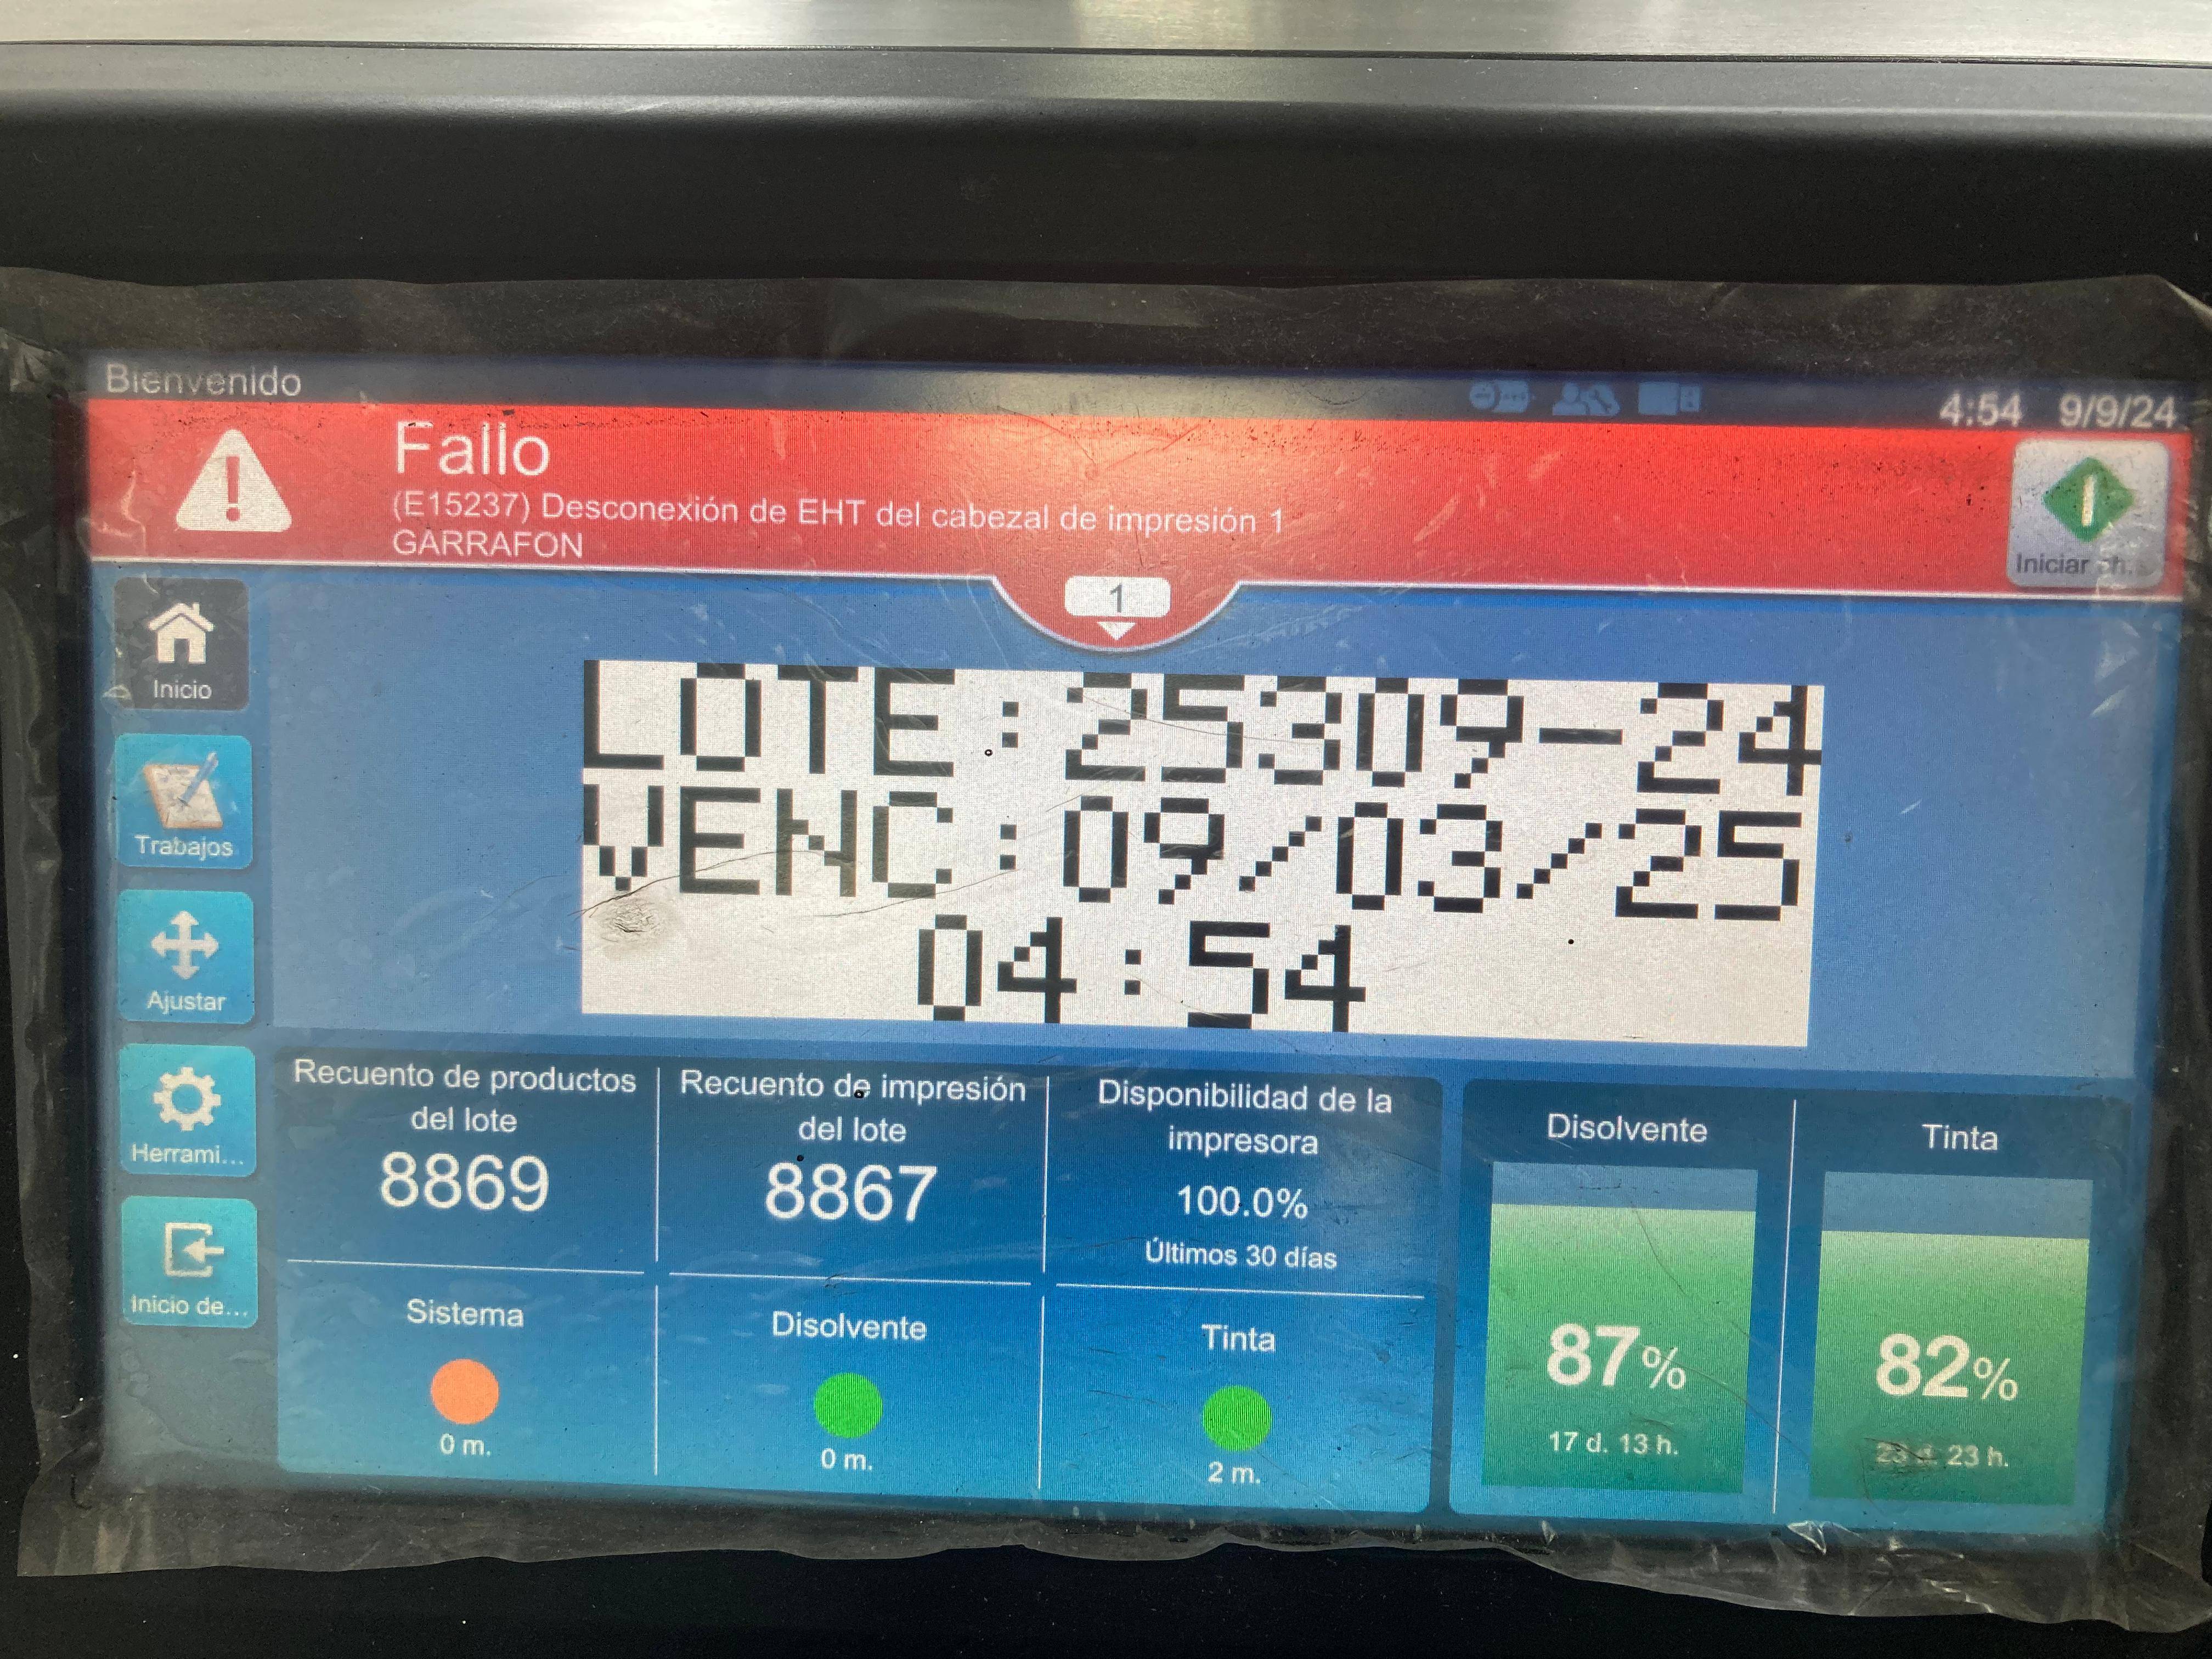 Bienvenido
4:54 9/9/24
Fallo
(E15237) Desconexión de EHT del cabezal de impresión 1
GARRAFON
Iniciar
1
Inicio
Trabajos
Ajustar
Herrami...
Inicio de...
LOTE:25309-24
VENC:09/03/25
04:54
Recuento de productos
del lote
8869
Recuento de impresión
del lote
8867
Disponibilidad de la
impresora
100.0%
Últimos 30 días
Sistema
0 m.
Disolvente
0 m.
Tinta
2 m.
Disolvente
87%
17 d. 13 h.
Tinta
82%
23 h.